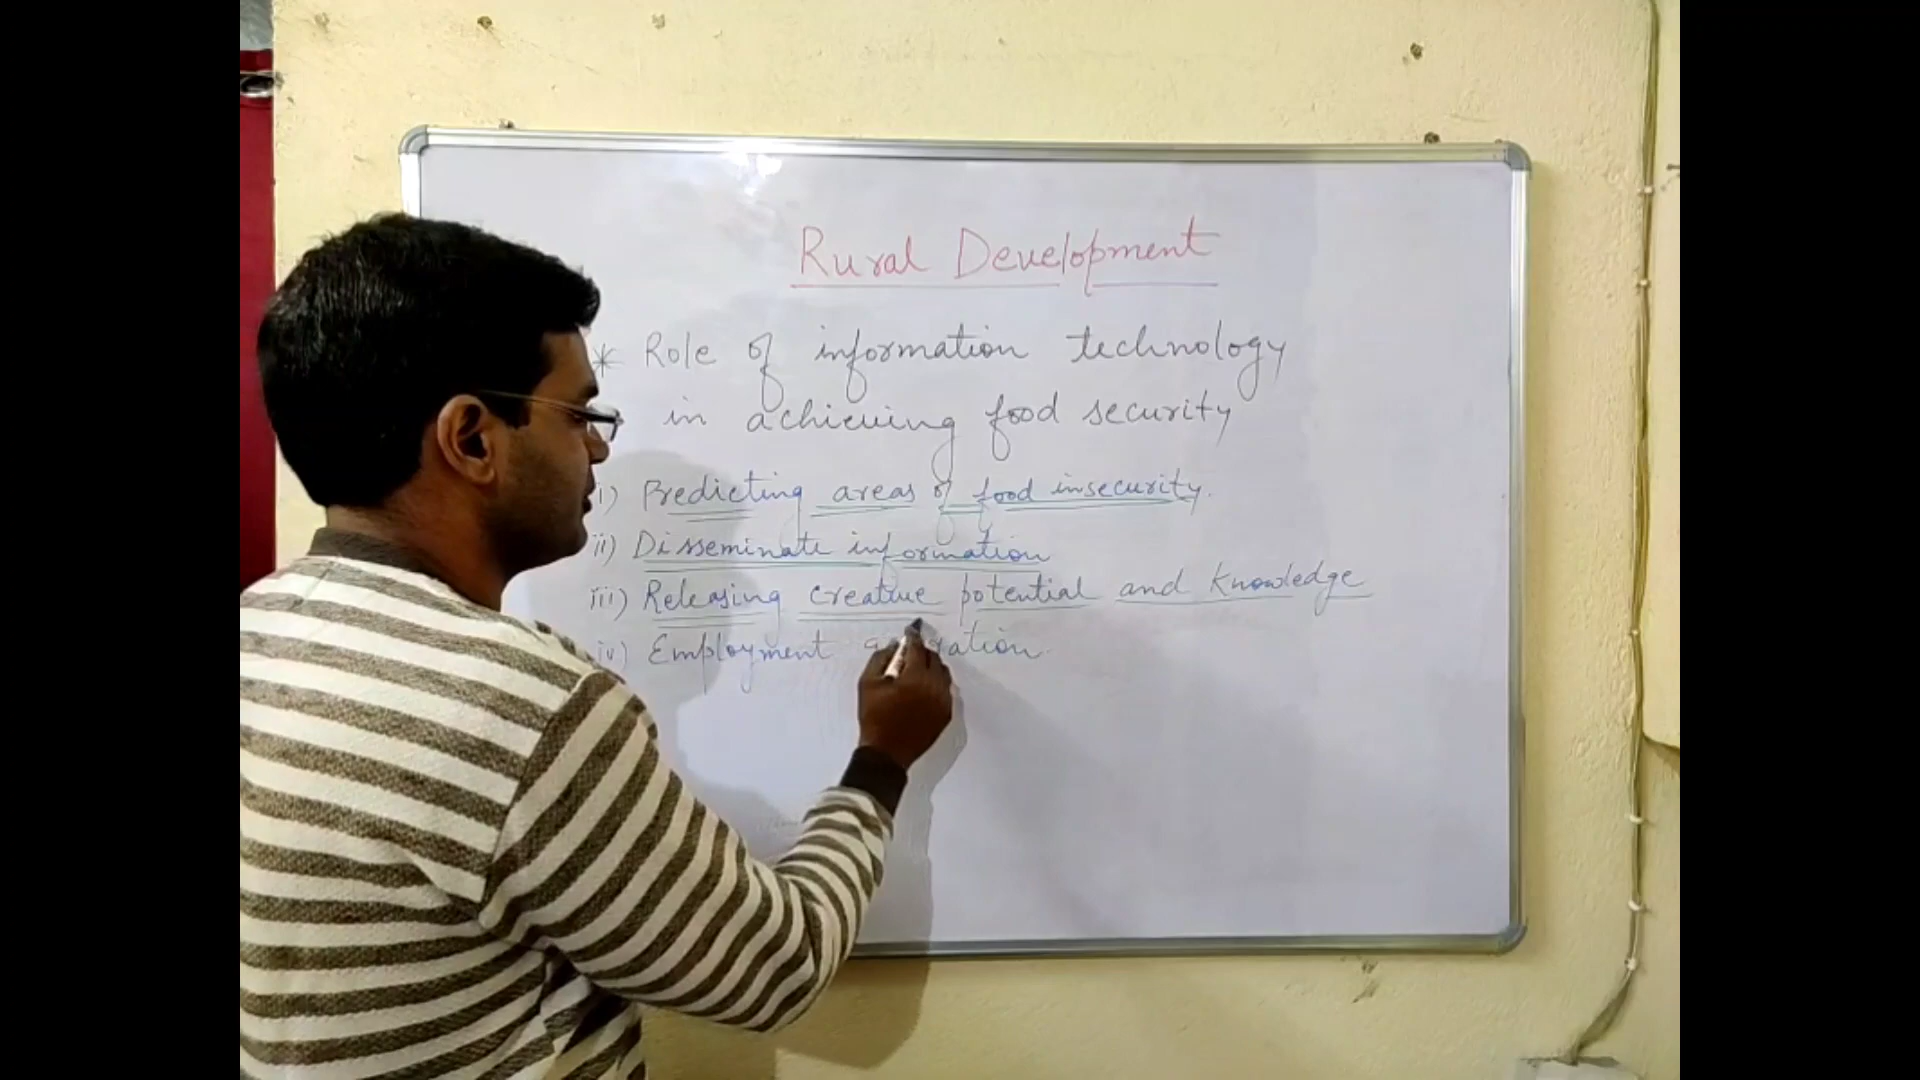 Rural Development
* Role of information technology
in achieving food security
i) Predicting areas of food insecurity.
ii) Disseminate information
iii) Releasing creative potential and knowledge
iv) Employment